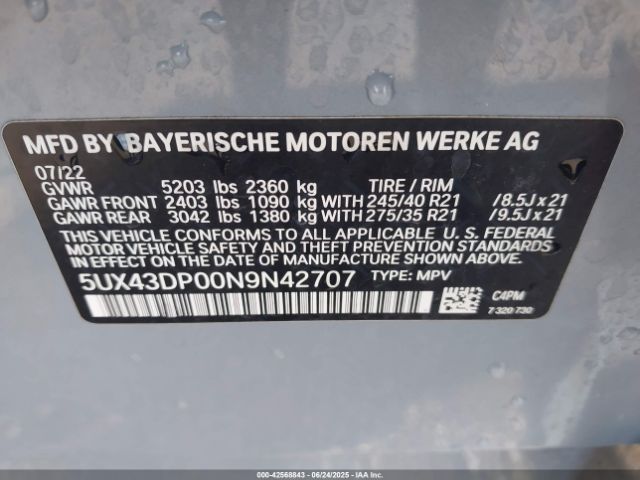 MFD BY BAYERISCHE MOTOREN WERKE AG
07/22
GVWR 5203 lbs 2360 kg TIRE / RIM
GAWR FRONT 2403 lbs 1090 kg WITH 245/40 R21 /8.5J x 21
GAWR REAR 3042 lbs 1380 kg WITH 275/35 R21 /9.5J x 21
THIS VEHICLE CONFORMS TO ALL APPLICABLE U. S. FEDERAL
MOTOR VEHICLE SAFETY STANDARDS IN EFFECT ON THE
DATE OF MANUFACTURE SHOWN ABOVE.
5UX43DP00N9N42707 TYPE: MPV
C4PM
7 320 730
000-42568843 | 06/24/2025 | IAA Inc.